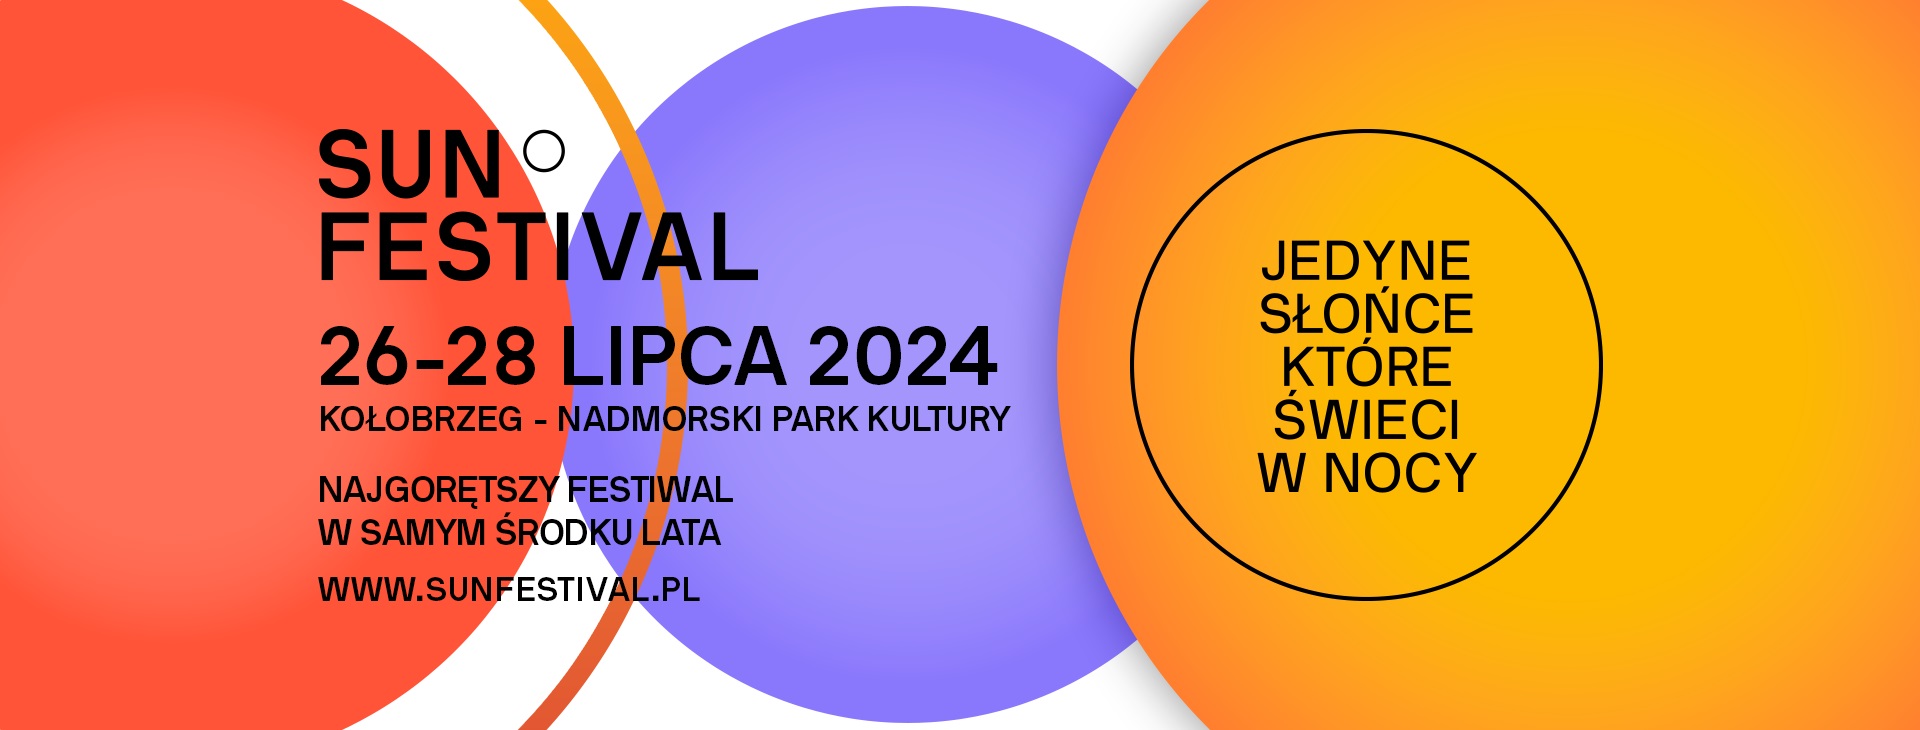 SUN
FESTIVAL
26-28 LIPCA 2024
KOŁOBRZEG - NADMORSKI PARK KULTURY
NAJGORĘTSZY FESTIWAL
W SAMYM ŚRODKU LATA
WWW.SUNFESTIVAL.PL
JEDYNE
SŁOŃCE
KTÓRE
ŚWIECI
W NOCY